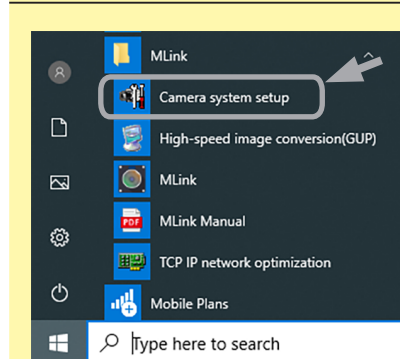 MLink
Camera system setup
High-speed image conversion(GUP)
MLink
PDF
MLink Manual
TCP IP network optimization
Mobile Plans
Type here to search